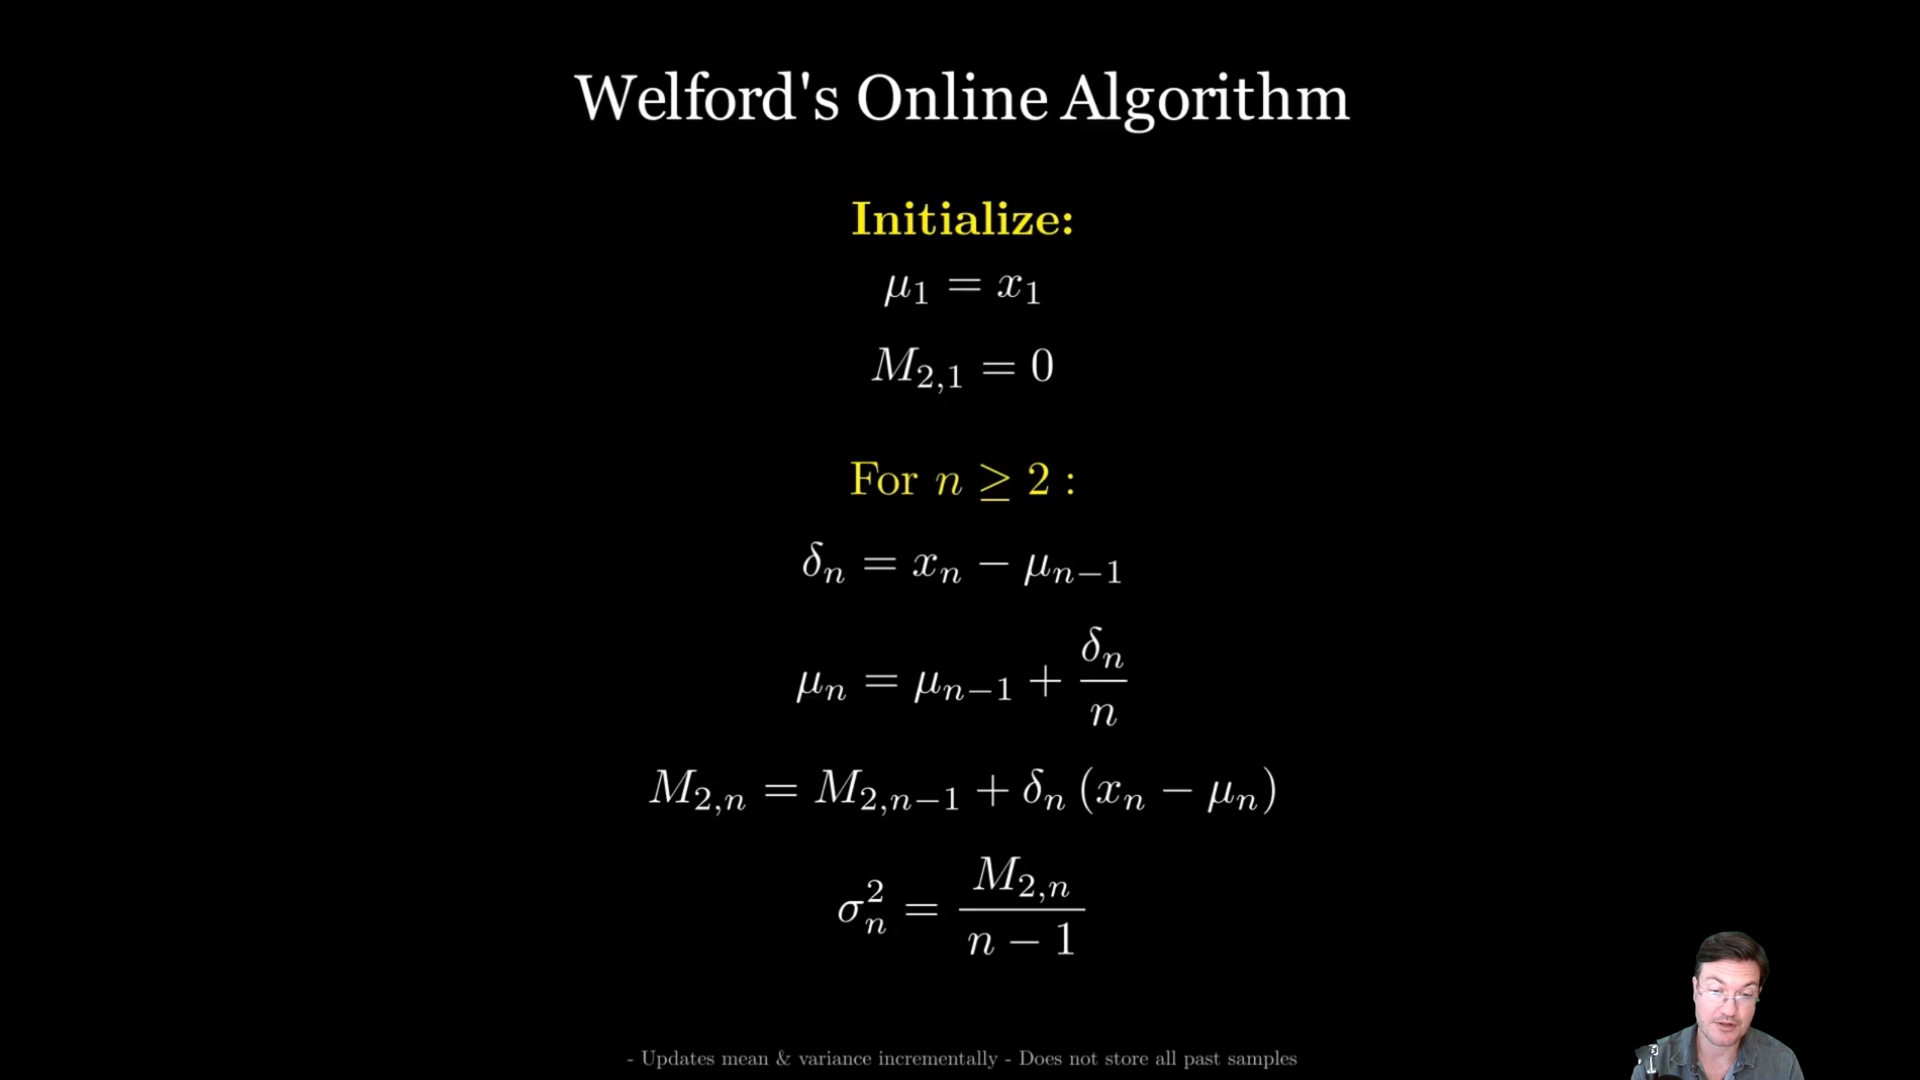 Welford's Online Algorithm
Initialize:
μ₁ = x₁
M₂,₁ = 0
For n ≥ 2 :
δₙ = xₙ − μₙ₋₁
μₙ = μₙ₋₁ + δₙ/n
M₂,ₙ = M₂,ₙ₋₁ + δₙ (xₙ − μₙ)
σₙ² = M₂,ₙ/(n − 1)
- Updates mean & variance incrementally - Does not store all past samples